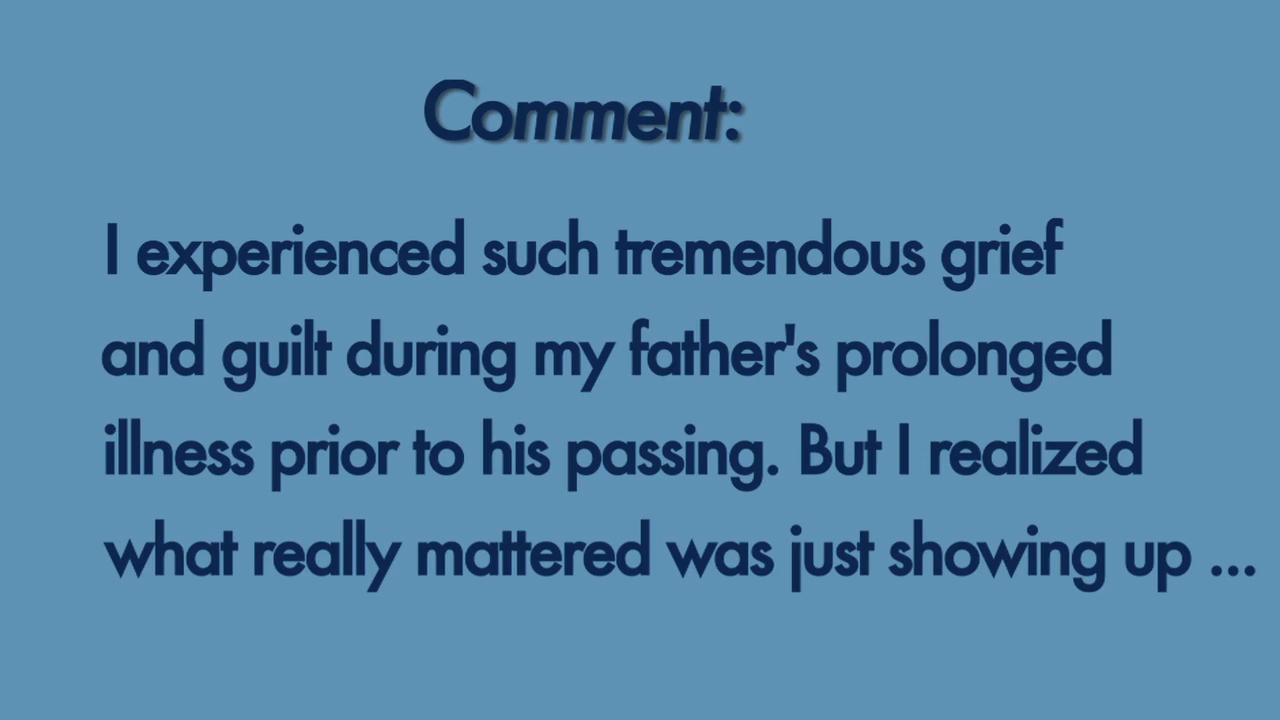 Comment:
I experienced such tremendous grief
and guilt during my father's prolonged
illness prior to his passing. But I realized
what really mattered was just showing up ...